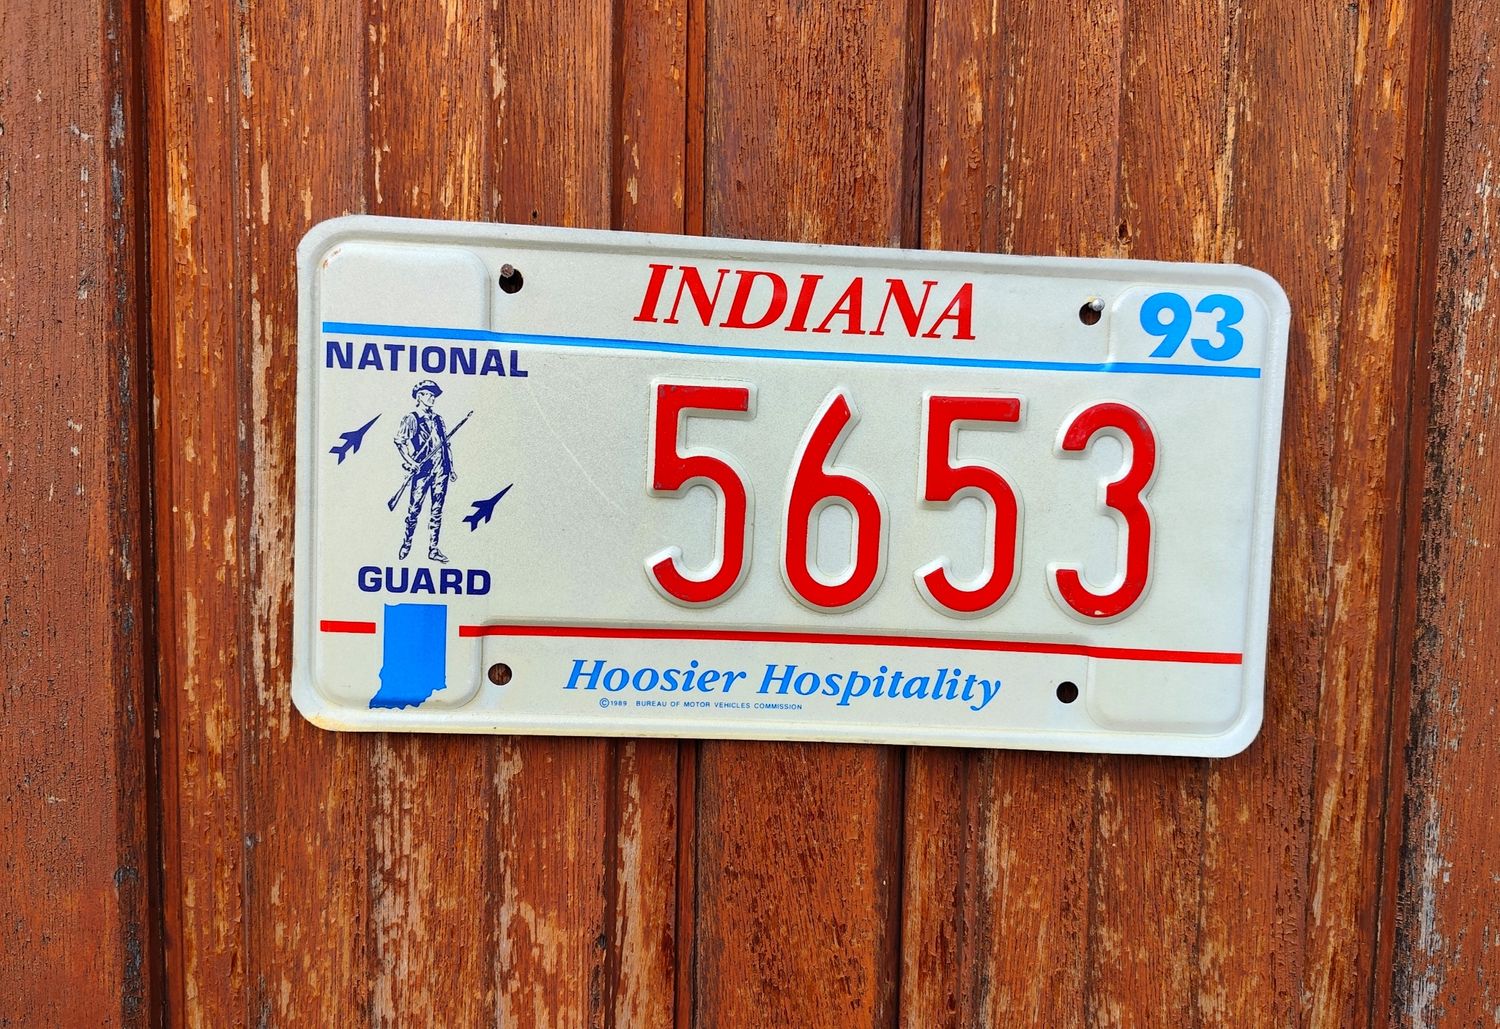 INDIANA
93
NATIONAL
5653
GUARD
Hoosier Hospitality
©1989 BUREAU OF MOTOR VEHICLES COMMISSION